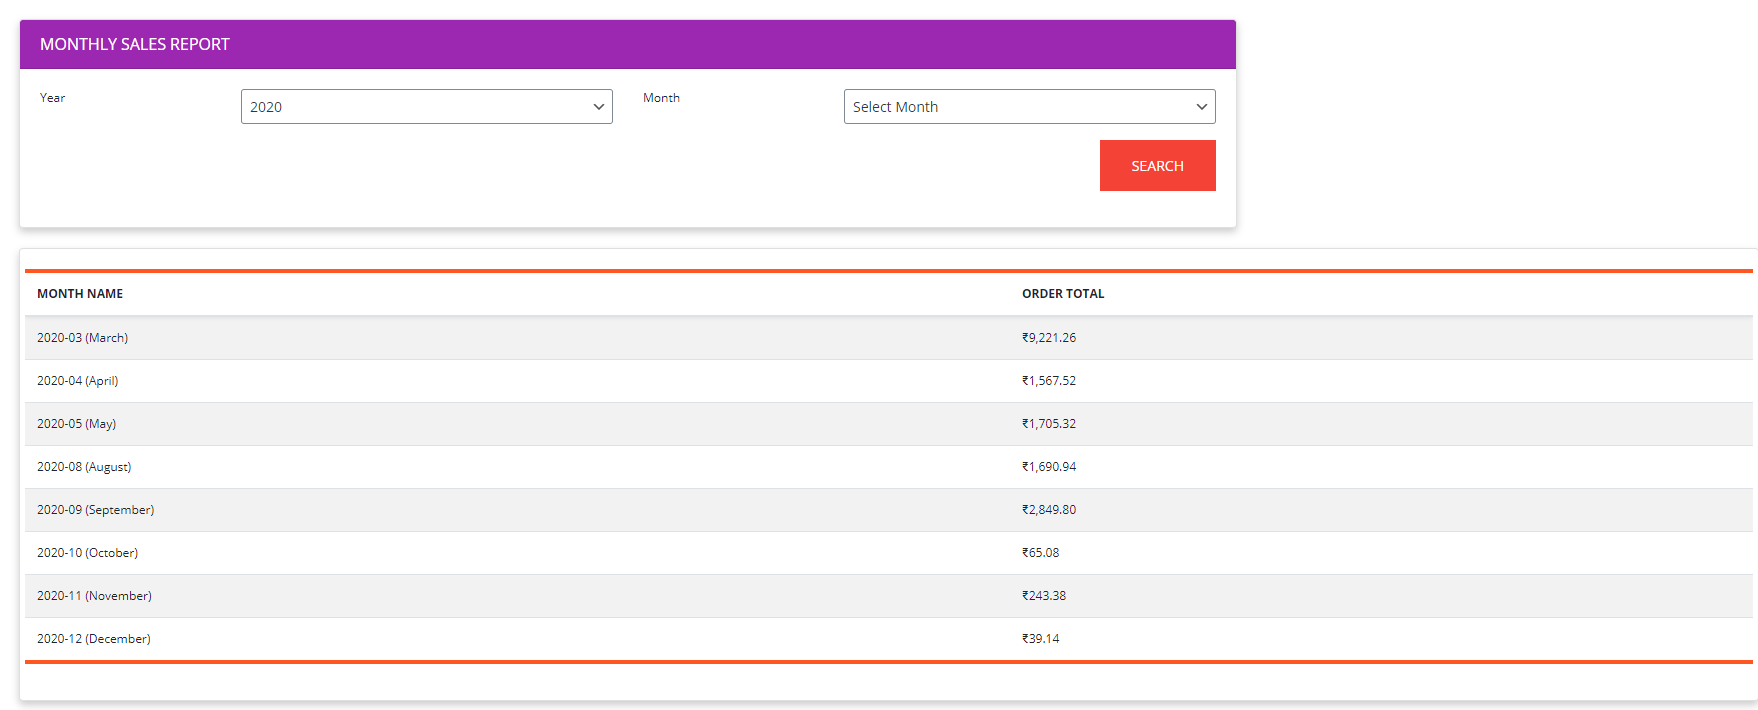 MONTHLY SALES REPORT
Year 2020 Month Select Month
SEARCH
MONTH NAME ORDER TOTAL
2020-03 (March) ₹9,221.26
2020-04 (April) ₹1,567.52
2020-05 (May) ₹1,705.32
2020-08 (August) ₹1,690.94
2020-09 (September) ₹2,849.80
2020-10 (October) ₹65.08
2020-11 (November) ₹243.38
2020-12 (December) ₹39.14